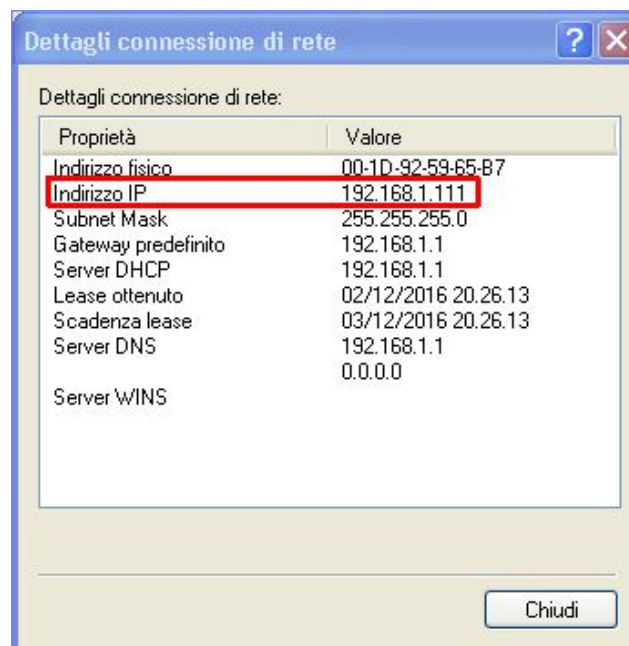 Dettagli connessione di rete
Dettagli connessione di rete:
Proprietà Valore
Indirizzo fisico 00-1D-92-59-65-B7
Indirizzo IP 192.168.1.111
Subnet Mask 255.255.255.0
Gateway predefinito 192.168.1.1
Server DHCP 192.168.1.1
Lease ottenuto 02/12/2016 20.26.13
Scadenza lease 03/12/2016 20.26.13
Server DNS 192.168.1.1
0.0.0.0
Server WINS
Chiudi